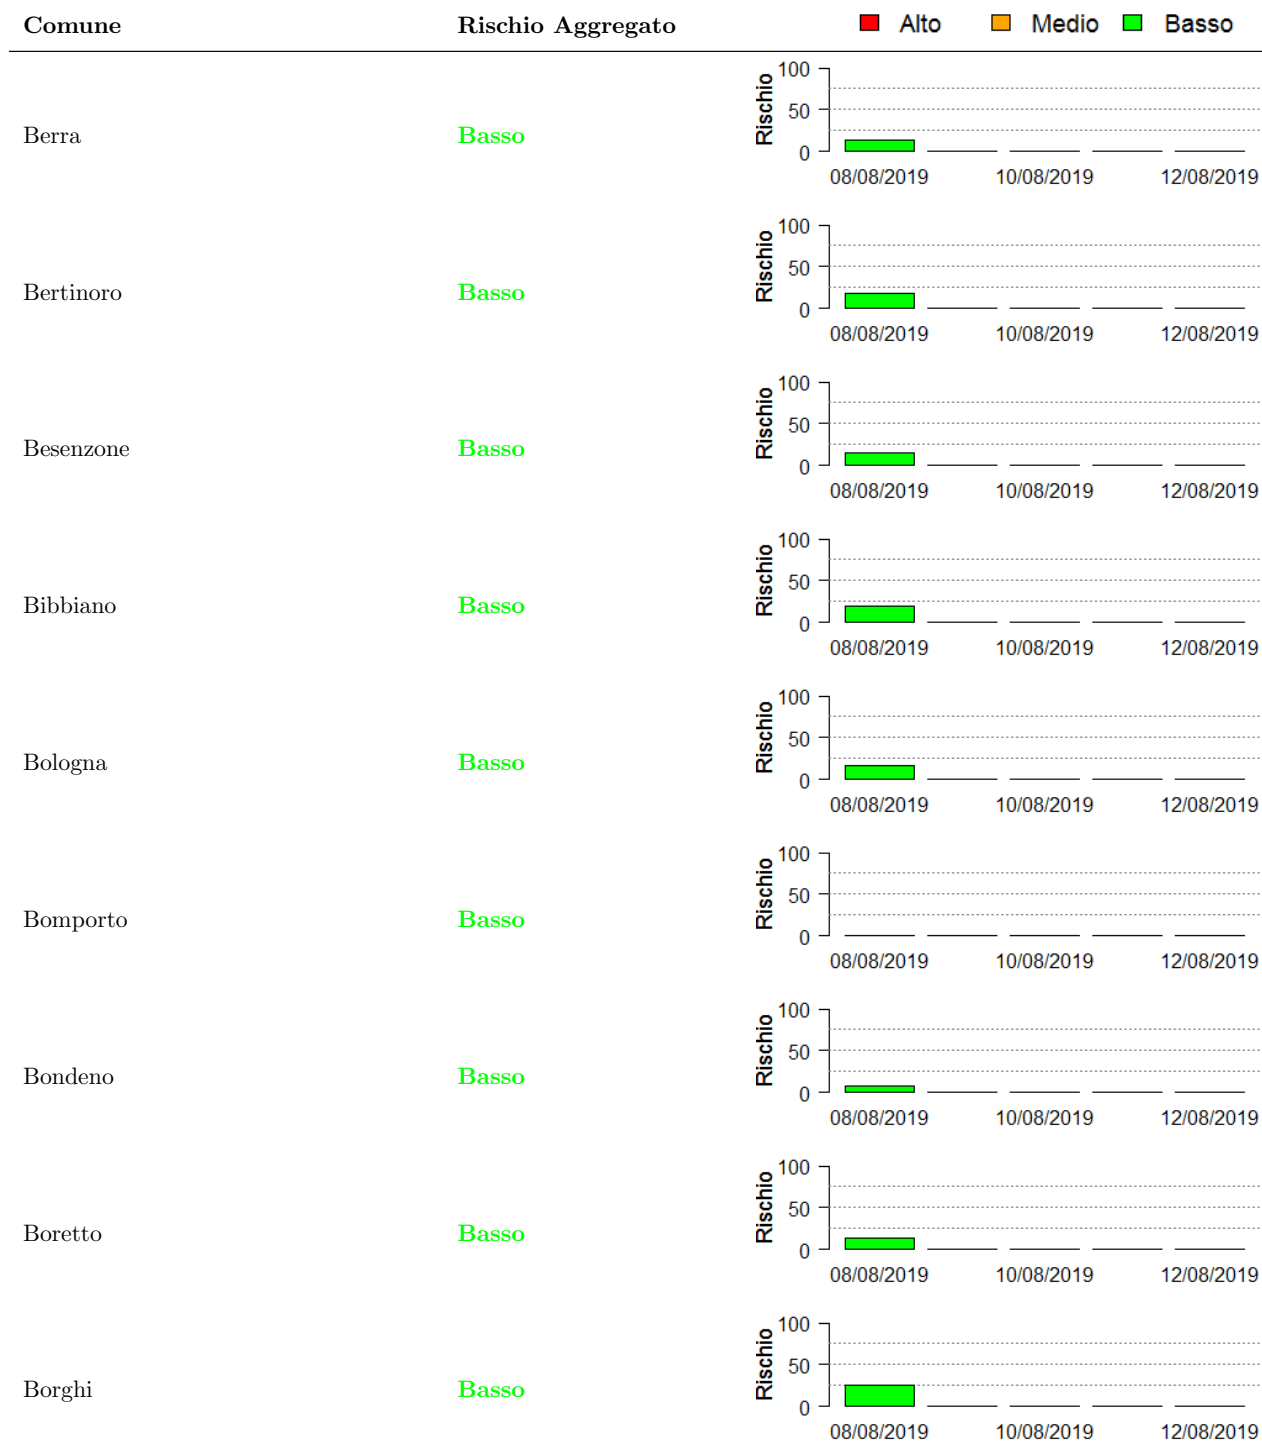 Comune Rischio Aggregato Alto Medio Basso
Berra Basso Rischio 100 50 0
08/08/2019 10/08/2019 12/08/2019
Bertinoro Basso Rischio 100 50 0
08/08/2019 10/08/2019 12/08/2019
Besenzone Basso Rischio 100 50 0
08/08/2019 10/08/2019 12/08/2019
Bibbiano Basso Rischio 100 50 0
08/08/2019 10/08/2019 12/08/2019
Bologna Basso Rischio 100 50 0
08/08/2019 10/08/2019 12/08/2019
Bomporto Basso Rischio 100 50 0
08/08/2019 10/08/2019 12/08/2019
Bondeno Basso Rischio 100 50 0
08/08/2019 10/08/2019 12/08/2019
Boretto Basso Rischio 100 50 0
08/08/2019 10/08/2019 12/08/2019
Borghi Basso Rischio 100 50 0
08/08/2019 10/08/2019 12/08/2019